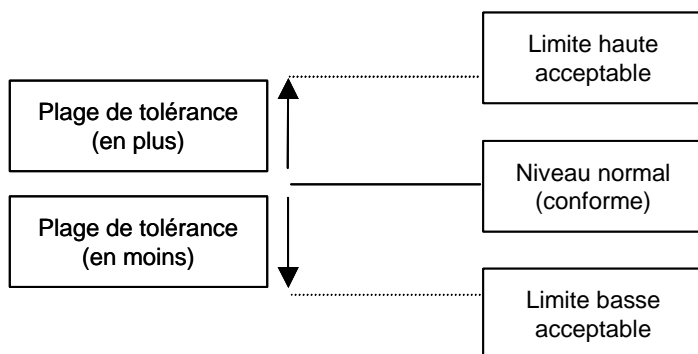 Limite haute
acceptable
Plage de tolérance
(en plus)
Niveau normal
(conforme)
Plage de tolérance
(en moins)
Limite basse
acceptable